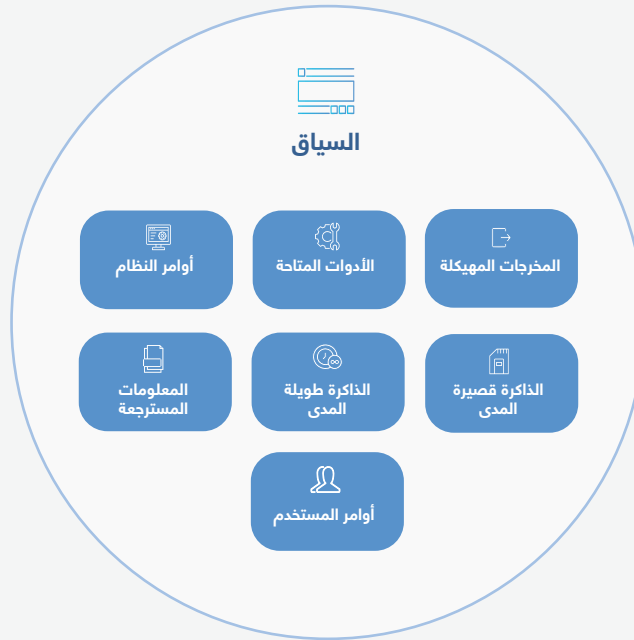 السياق
المخرجات المهيكلة
الأدوات المتاحة
أوامر النظام
الذاكرة قصيرة
المدى
الذاكرة طويلة
المدى
المعلومات
المسترجعة
أوامر المستخدم